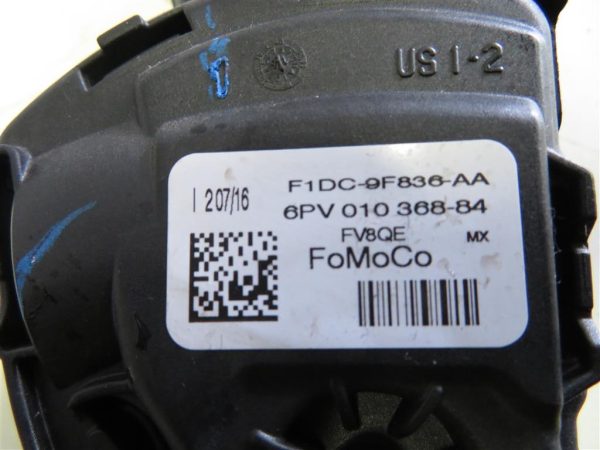 US 1-2
I 207/16
F1DC-9F836-AA
6PV 010 368-84
FV8QE MX
FoMoCo